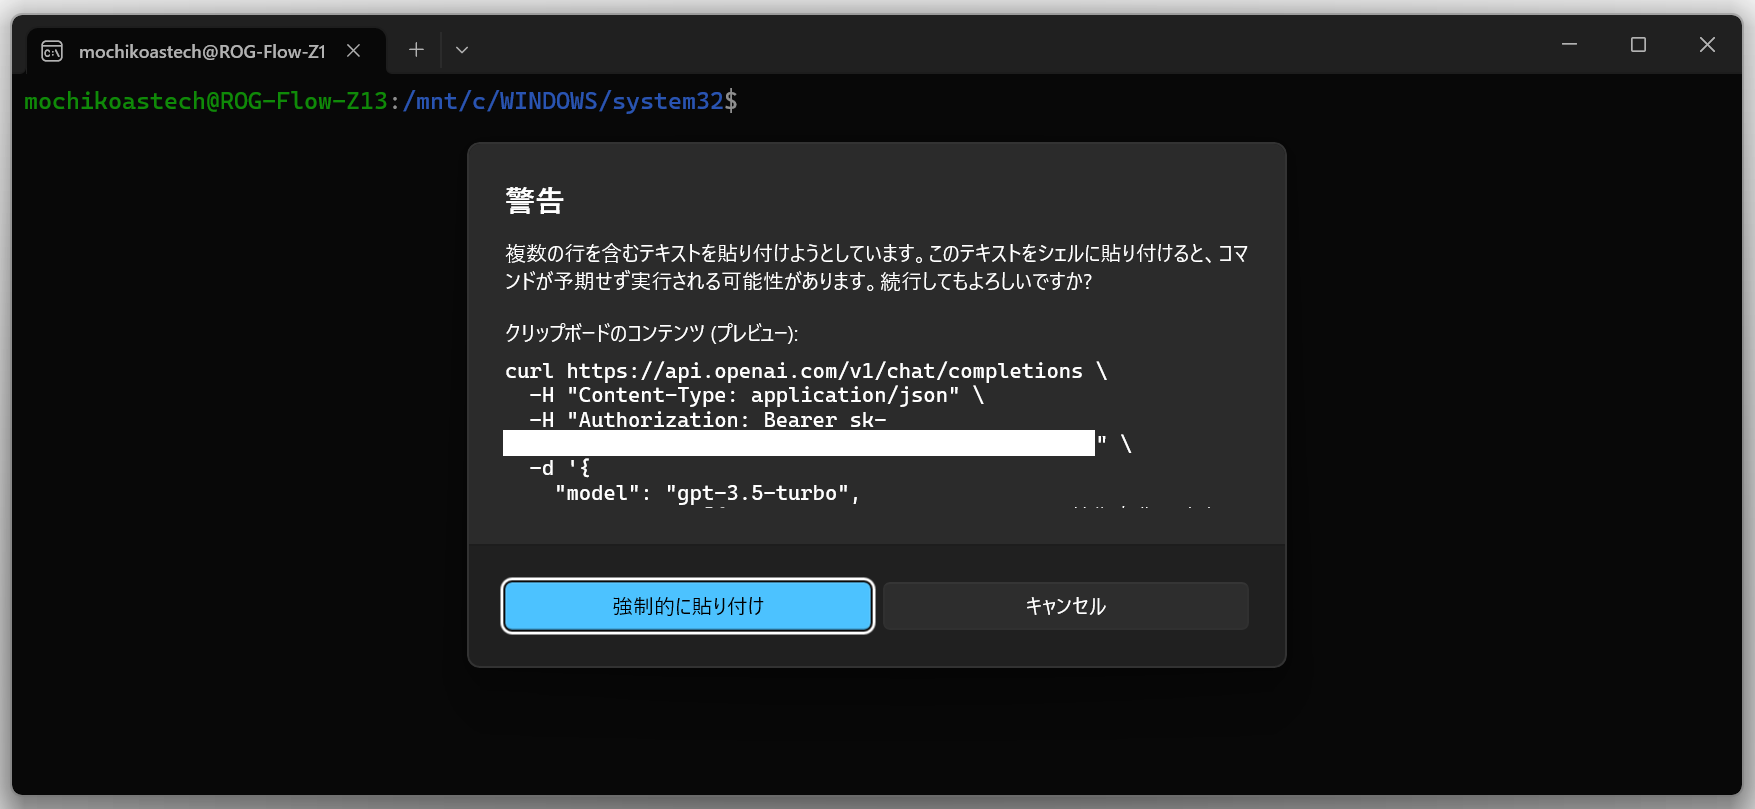 mochikoastech@ROG-Flow-Z1
mochikoastech@ROG-Flow-Z13:/mnt/c/WINDOWS/system32$
警告
複数の行を含むテキストを貼り付けようとしています。このテキストをシェルに貼り付けると、コマ
ンドが予期せず実行される可能性があります。続行してもよろしいですか?
クリップボードのコンテンツ (プレビュー):
curl https://api.openai.com/v1/chat/completions \
-H "Content-Type: application/json" \
-H "Authorization: Bearer sk-
" \
-d '{
"model": "gpt-3.5-turbo",
強制的に貼り付け
キャンセル